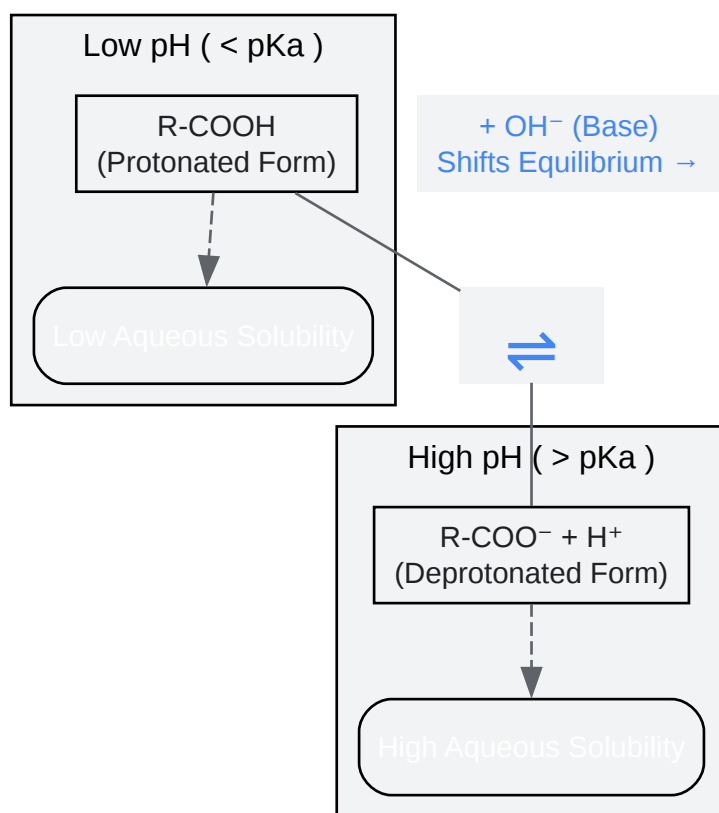 Low pH ( < pKa )
R-COOH
(Protonated Form)
+ OH⁻ (Base)
Shifts Equilibrium →
Low Aqueous Solubility
⇌
High pH ( > pKa )
R-COO⁻ + H⁺
(Deprotonated Form)
High Aqueous Solubility